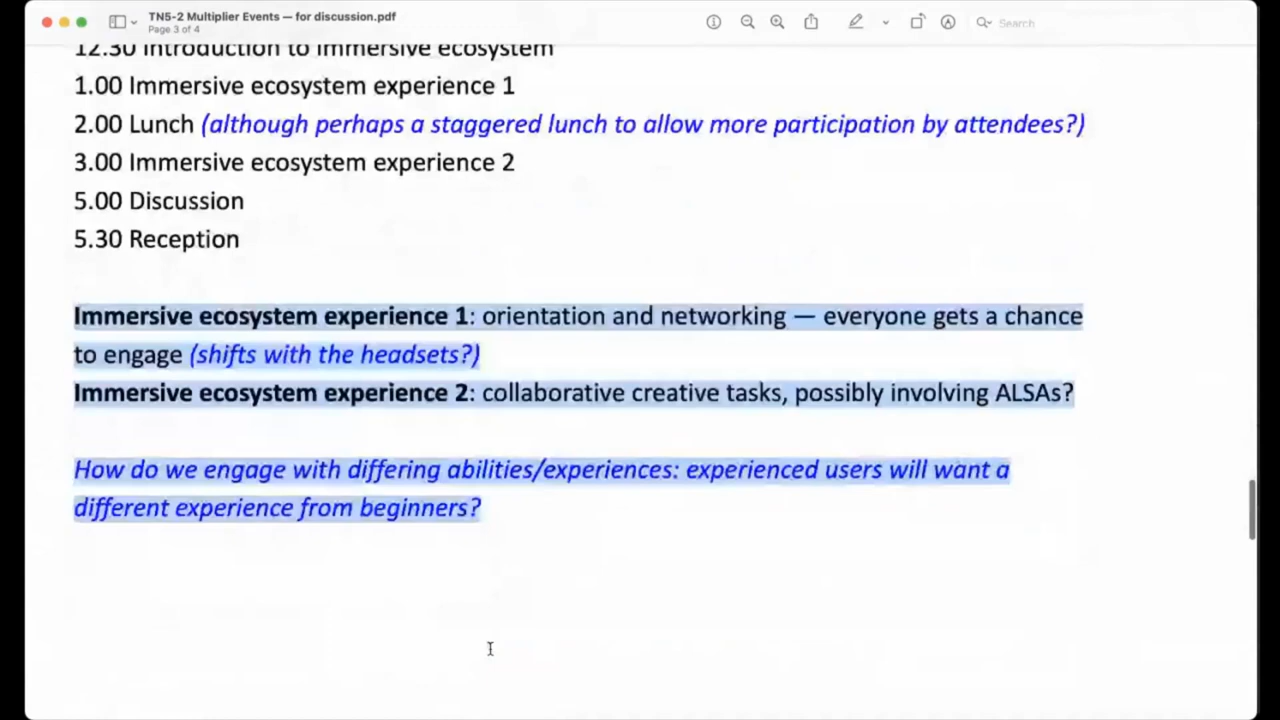 TN5-2 Multiplier Events — for discussion.pdf
Page 3 of 4
Search
12.30 Introduction to immersive ecosystem
1.00 Immersive ecosystem experience 1
2.00 Lunch (although perhaps a staggered lunch to allow more participation by attendees?)
3.00 Immersive ecosystem experience 2
5.00 Discussion
5.30 Reception
Immersive ecosystem experience 1: orientation and networking — everyone gets a chance
to engage (shifts with the headsets?)
Immersive ecosystem experience 2: collaborative creative tasks, possibly involving ALSAs?
How do we engage with differing abilities/experiences: experienced users will want a
different experience from beginners?